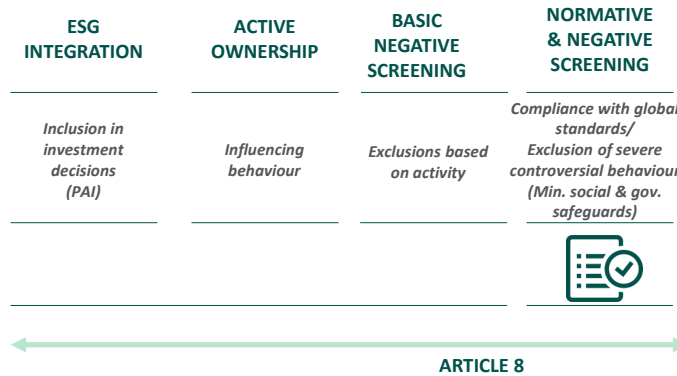 ESG
INTEGRATION
ACTIVE
OWNERSHIP
BASIC
NEGATIVE
SCREENING
NORMATIVE
& NEGATIVE
SCREENING
Inclusion in
investment
decisions
(PAI)
Influencing
behaviour
Exclusions based
on activity
Compliance with global
standards/
Exclusion of severe
controversial behaviour
(Min. social & gov.
safeguards)
ARTICLE 8